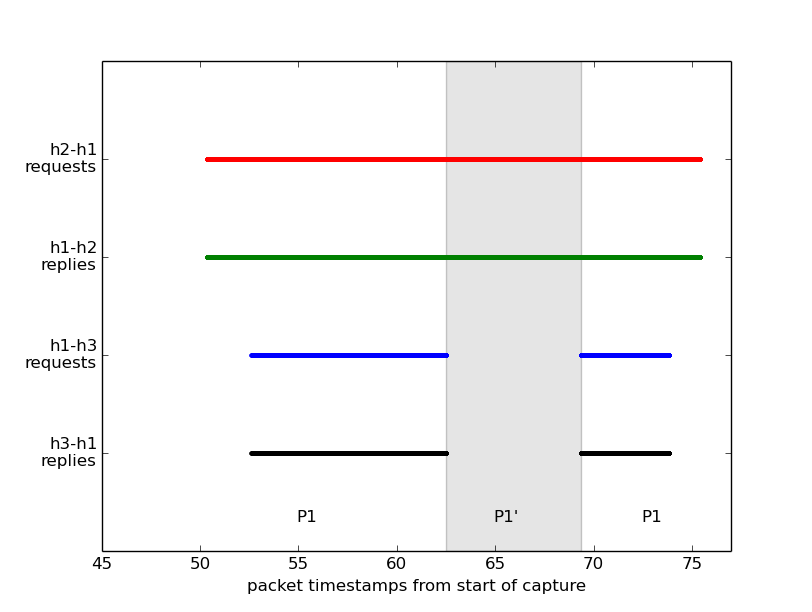 h2-h1
requests
h1-h2
replies
h1-h3
requests
h3-h1
replies
P1 P1' P1
45 50 55 60 65 70 75
packet timestamps from start of capture